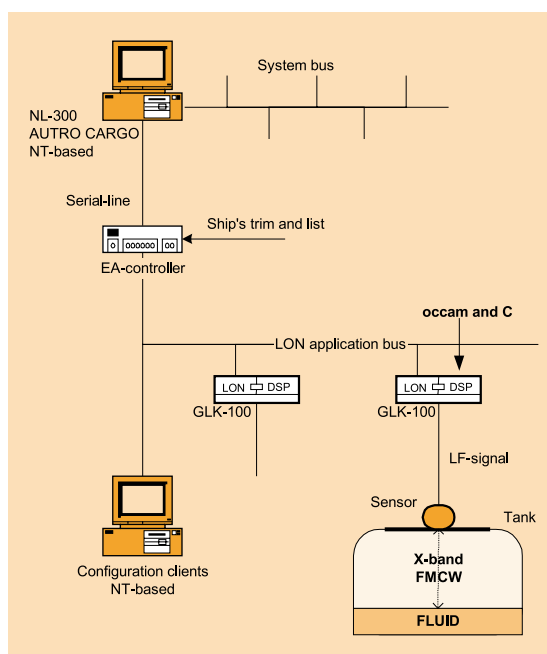 System bus
NL-300
AUTRO CARGO
NT-based
Serial-line
Ship's trim and list
EA-controller
occam and C
LON application bus
LON DSP
GLK-100
LON DSP
GLK-100
LF-signal
Sensor
Tank
X-band
FMCW
FLUID
Configuration clients
NT-based